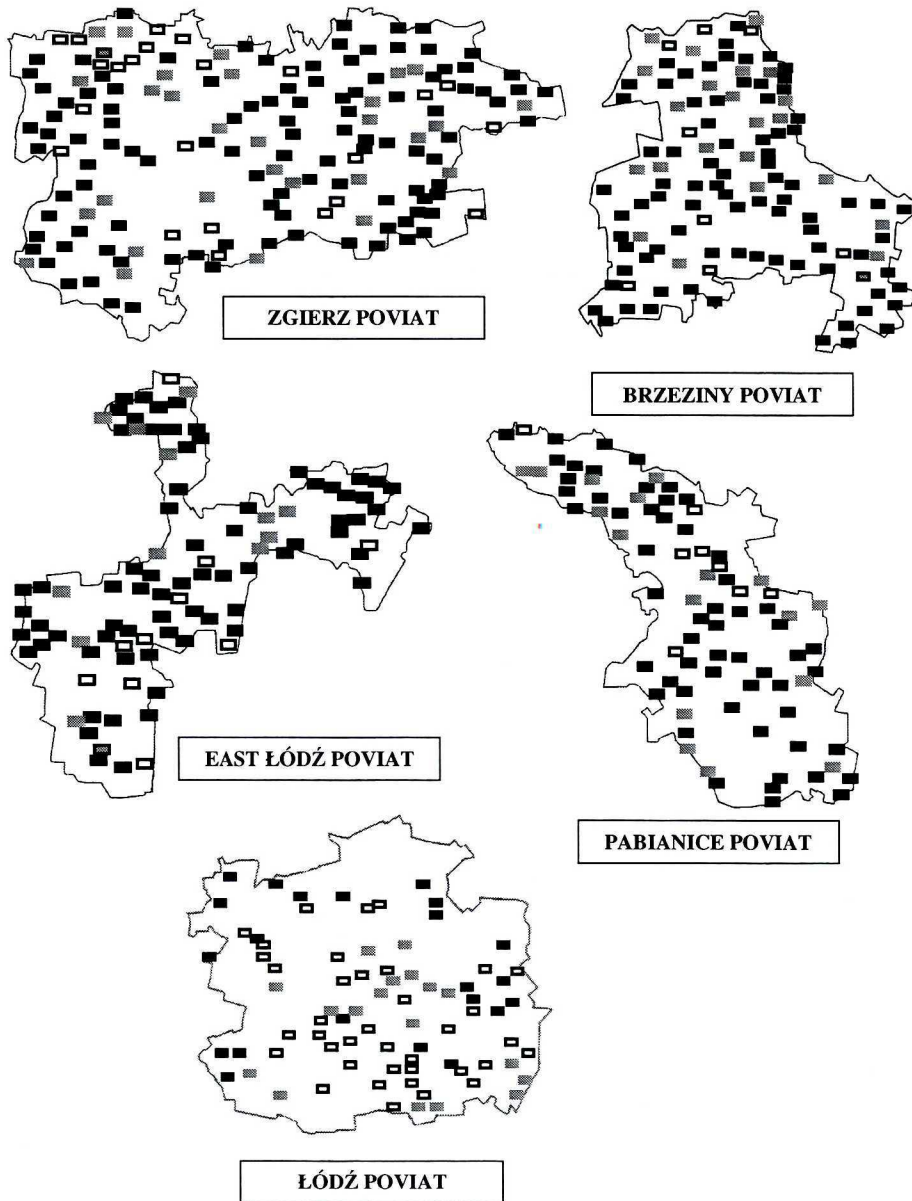 ZGIERZ POVIAT
BRZEZINY POVIAT
EAST ŁÓDŹ POVIAT
PABIANICE POVIAT
ŁÓDŹ POVIAT